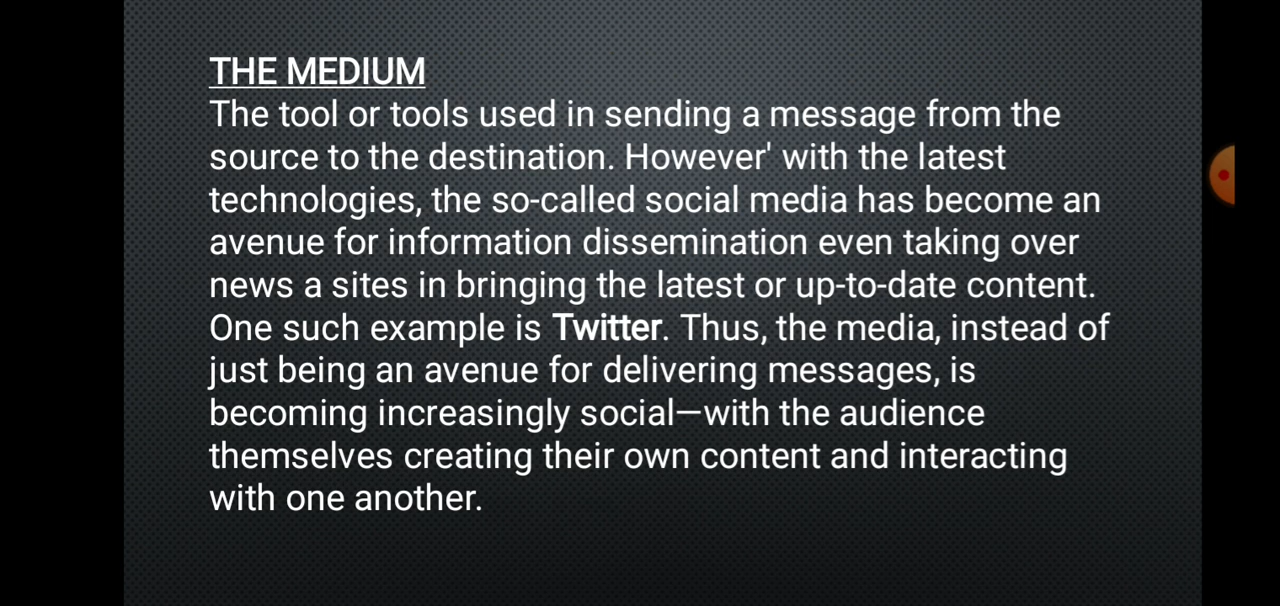 THE MEDIUM
The tool or tools used in sending a message from the
source to the destination. However' with the latest
technologies, the so-called social media has become an
avenue for information dissemination even taking over
news a sites in bringing the latest or up-to-date content.
One such example is Twitter. Thus, the media, instead of
just being an avenue for delivering messages, is
becoming increasingly social—with the audience
themselves creating their own content and interacting
with one another.